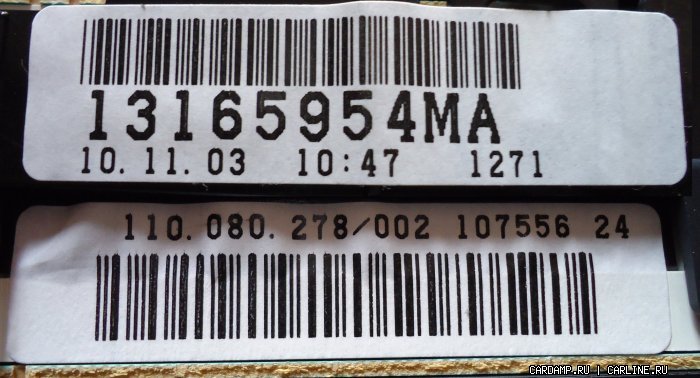 13165954MA
10.11.03 10:47 1271
110.080.278/002 107556 24
CARDAMP.RU | CARLINE.RU